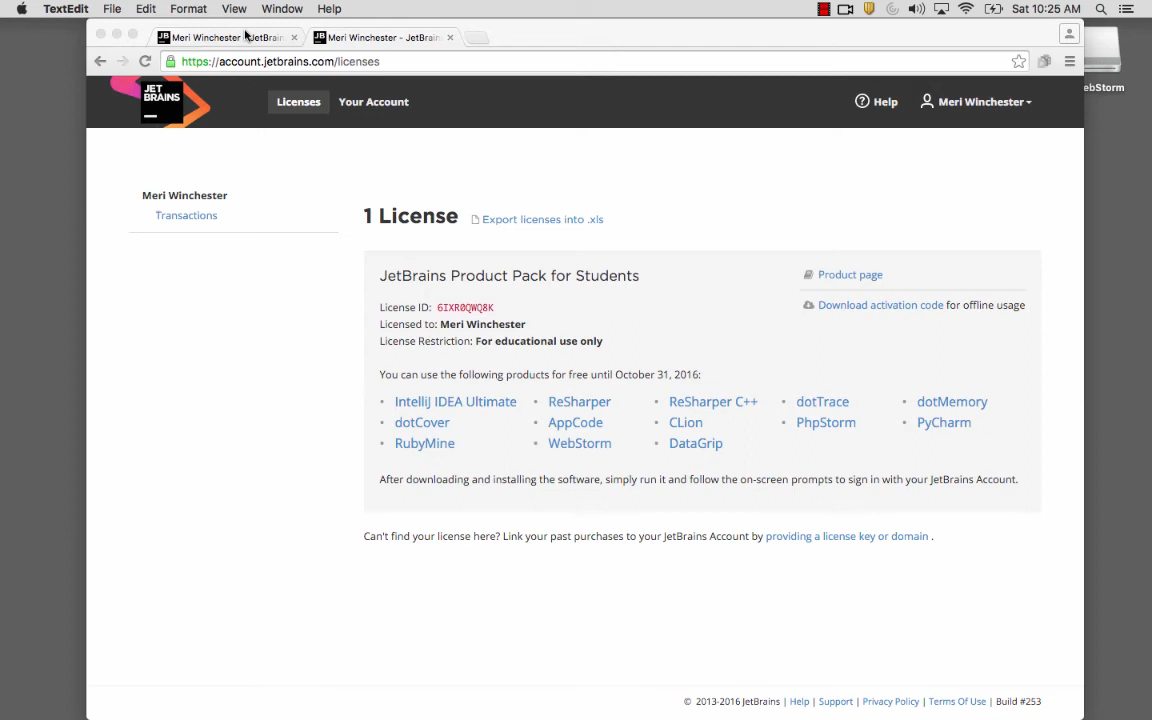 TextEdit File Edit Format View Window Help Sat 10:25 AM
Meri Winchester - JetBrain Meri Winchester - JetBrain
https://account.jetbrains.com/licenses
ebStorm
JET
BRAINS
Licenses Your Account Help Meri Winchester
Meri Winchester
Transactions
1 License Export licenses into .xls
JetBrains Product Pack for Students
Product page
License ID: 6IXR0QWQ8K
Download activation code for offline usage
Licensed to: Meri Winchester
License Restriction: For educational use only
You can use the following products for free until October 31, 2016:
• IntelliJ IDEA Ultimate • ReSharper • ReSharper C++ • dotTrace • dotMemory
• dotCover • AppCode • CLion • PhpStorm • PyCharm
• RubyMine • WebStorm • DataGrip
After downloading and installing the software, simply run it and follow the on-screen prompts to sign in with your JetBrains Account.
Can't find your license here? Link your past purchases to your JetBrains Account by providing a license key or domain .
© 2013-2016 JetBrains | Help | Support | Privacy Policy | Terms Of Use | Build #253